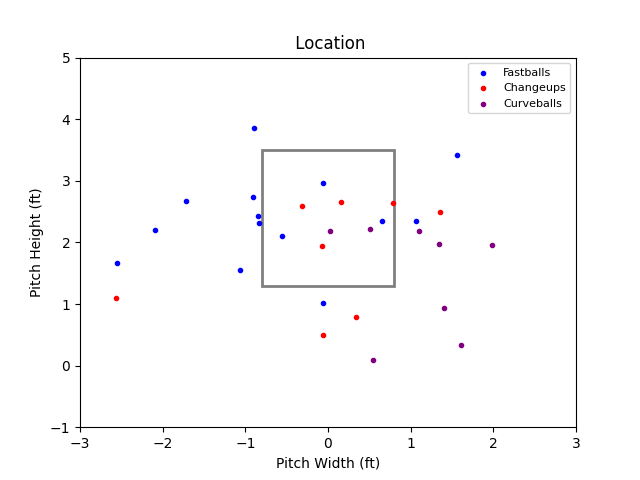 Location
Fastballs
Changeups
Curveballs
5
4
3
2
1
0
−1
Pitch Height (ft)
−3
−2
−1
0
1
2
3
Pitch Width (ft)